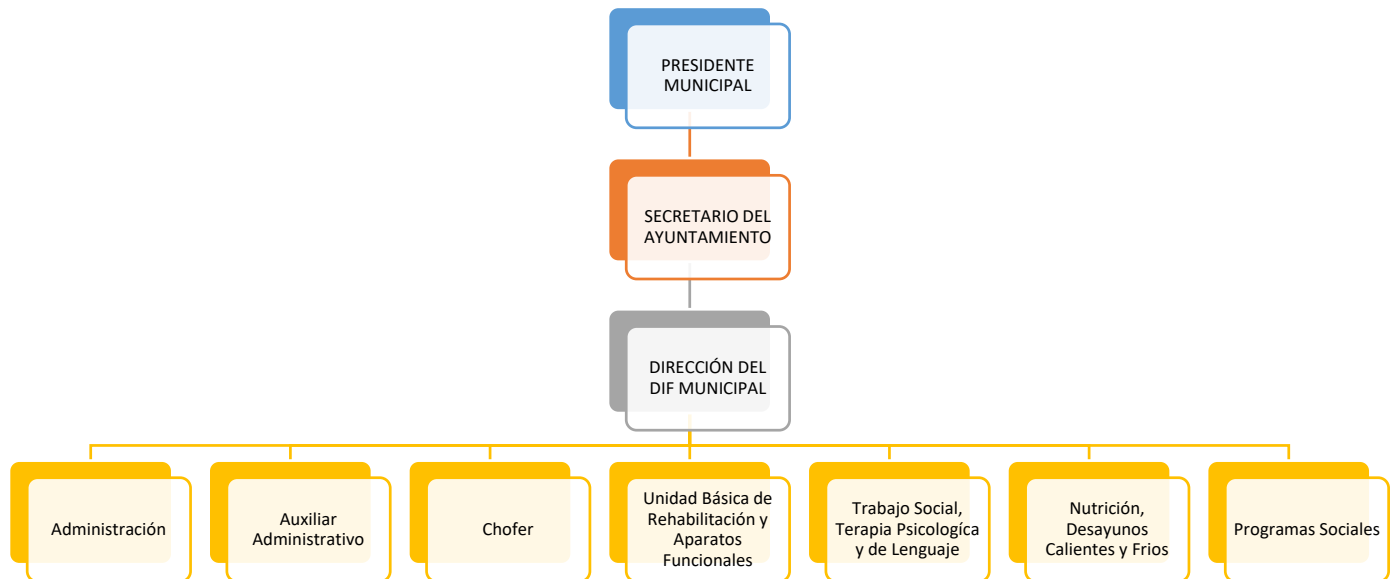 PRESIDENTE
MUNICIPAL
SECRETARIO DEL
AYUNTAMIENTO
DIRECCIÓN DEL
DIF MUNICIPAL
Administración
Auxiliar
Administrativo
Chofer
Unidad Básica de
Rehabilitación y
Aparatos
Funcionales
Trabajo Social,
Terapia Psicologíca
y de Lenguaje
Nutrición,
Desayunos
Calientes y Frios
Programas Sociales